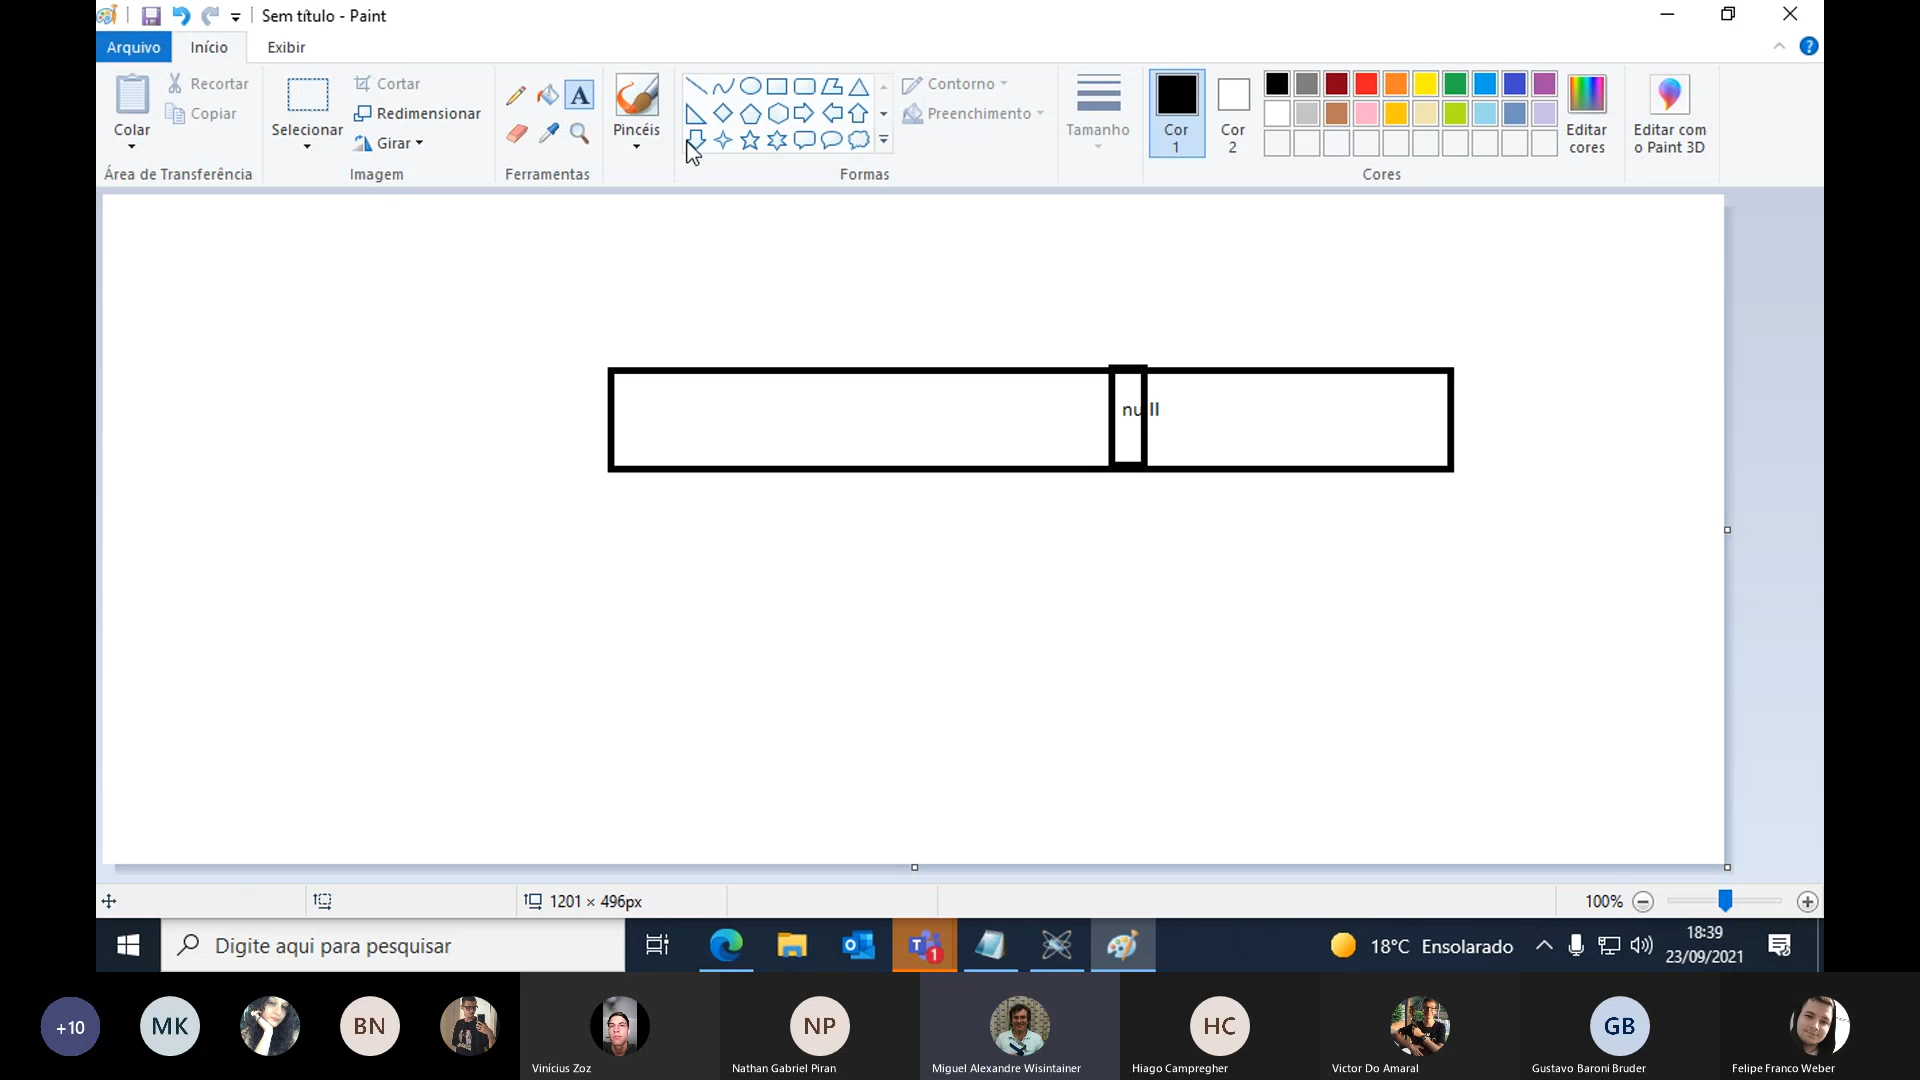 Sem título - Paint
Arquivo
Início
Exibir
Colar
Recortar
Copiar
Área de Transferência
Selecionar
Cortar
Redimensionar
Girar
Imagem
A
Ferramentas
Pincéis
Formas
Contorno
Preenchimento
Tamanho
Cor 1
Cor 2
Cores
Editar cores
Editar com o Paint 3D
?
null
1201 × 496px
100%
Digite aqui para pesquisar
T
1
18°C Ensolarado
18:39
23/09/2021
+10
MK
BN
Vinícius Zoz
NP
Nathan Gabriel Piran
Miguel Alexandre Wisintainer
HC
Hiago Campregher
Victor Do Amaral
GB
Gustavo Baroni Bruder
Felipe Franco Weber